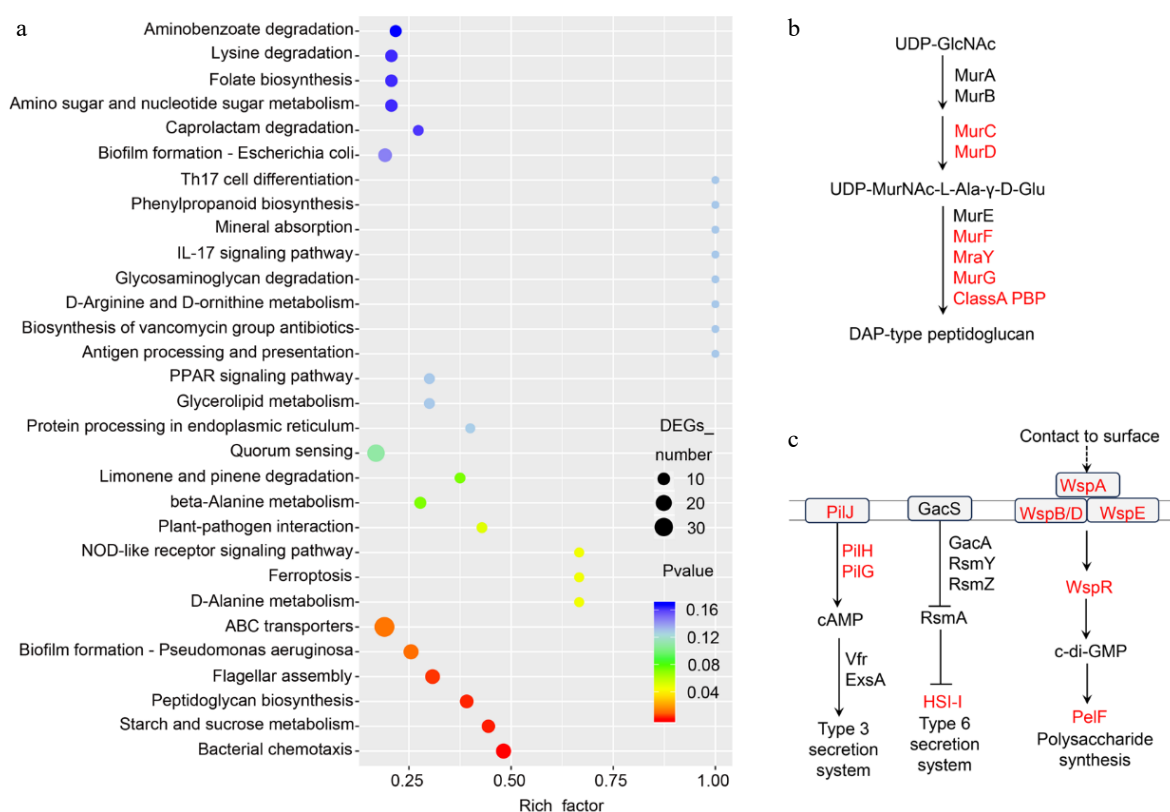 a
Aminobenzoate degradation
Lysine degradation
Folate biosynthesis
Amino sugar and nucleotide sugar metabolism
Caprolactam degradation
Biofilm formation - Escherichia coli
Th17 cell differentiation
Phenylpropanoid biosynthesis
Mineral absorption
IL-17 signaling pathway
Glycosaminoglycan degradation
D-Arginine and D-ornithine metabolism
Biosynthesis of vancomycin group antibiotics
Antigen processing and presentation
PPAR signaling pathway
Glycerolipid metabolism
Protein processing in endoplasmic reticulum
Quorum sensing
Limonene and pinene degradation
beta-Alanine metabolism
Plant-pathogen interaction
NOD-like receptor signaling pathway
Ferroptosis
D-Alanine metabolism
ABC transporters
Biofilm formation - Pseudomonas aeruginosa
Flagellar assembly
Peptidoglycan biosynthesis
Starch and sucrose metabolism
Bacterial chemotaxis
0.25
0.50
0.75
1.00
Rich_factor
DEGs_
number
10
20
30
Pvalue
0.16
0.12
0.08
0.04
b
UDP-GlcNAc
MurA
MurB
MurC
MurD
UDP-MurNAc-L-Ala-γ-D-Glu
MurE
MurF
MraY
MurG
ClassA PBP
DAP-type peptidoglucan
c
PilJ
PilH
PilG
cAMP
Vfr
ExsA
Type 3
secretion
system
GacS
GacA
RsmY
RsmZ
RsmA
HSI-I
Type 6
secretion
system
Contact to surface
WspA
WspB/D
WspE
WspR
c-di-GMP
PelF
Polysaccharide
synthesis